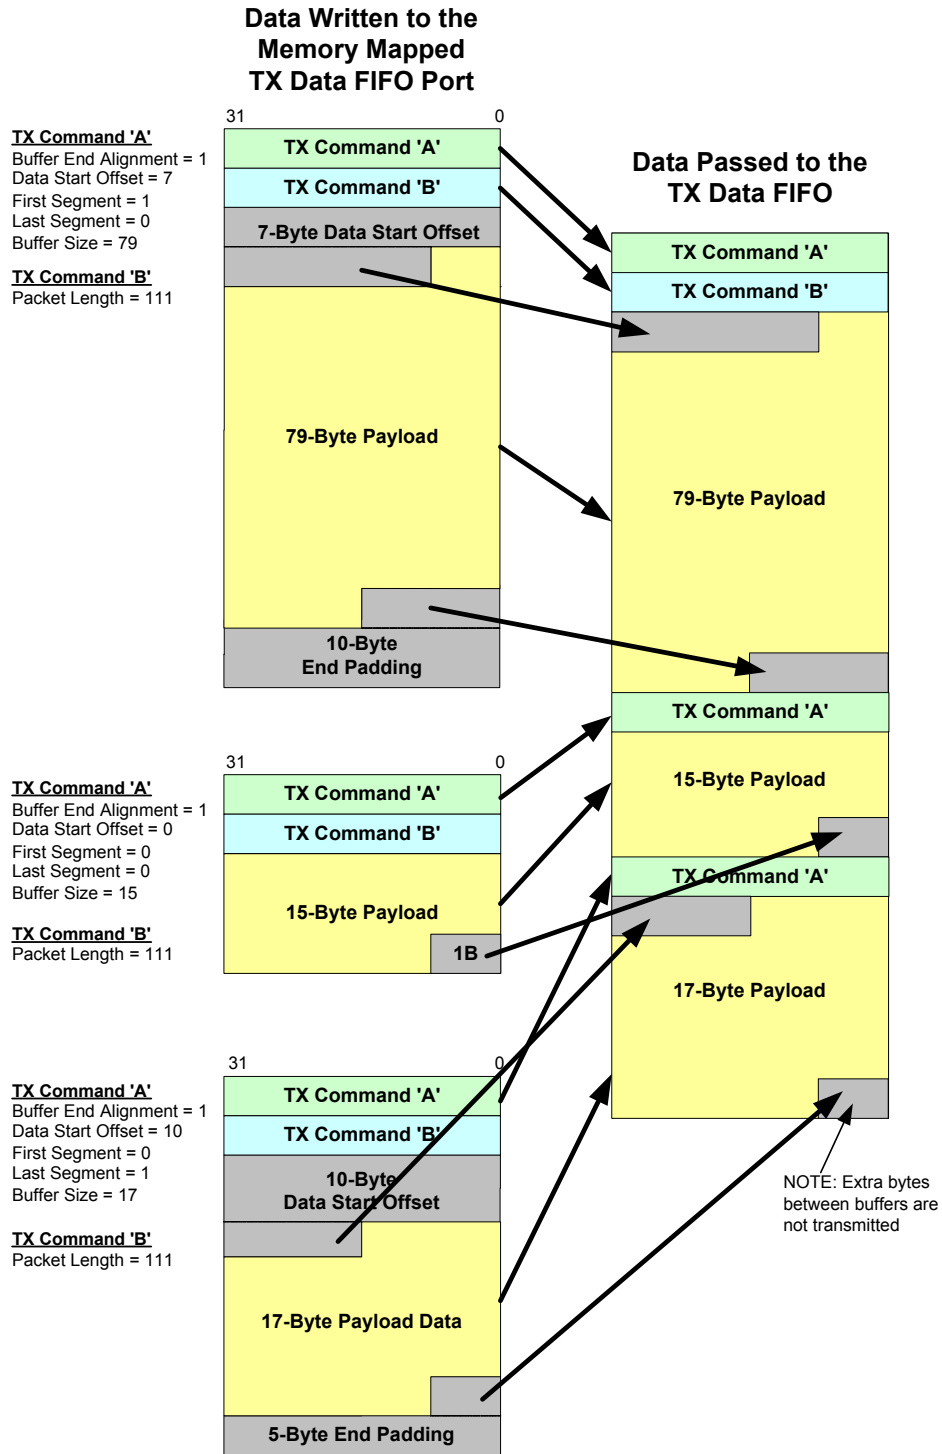 Data Written to the
Memory Mapped
TX Data FIFO Port
31 0
TX Command 'A'
Buffer End Alignment = 1
Data Start Offset = 7
First Segment = 1
Last Segment = 0
Buffer Size = 79
TX Command 'B'
Packet Length = 111
TX Command 'A'
TX Command 'B'
7-Byte Data Start Offset
79-Byte Payload
10-Byte
End Padding
Data Passed to the
TX Data FIFO
TX Command 'A'
TX Command 'B'
79-Byte Payload
TX Command 'A'
15-Byte Payload
TX Command 'A'
17-Byte Payload
NOTE: Extra bytes
between buffers are
not transmitted
31 0
TX Command 'A'
Buffer End Alignment = 1
Data Start Offset = 0
First Segment = 0
Last Segment = 0
Buffer Size = 15
TX Command 'B'
Packet Length = 111
TX Command 'A'
TX Command 'B'
15-Byte Payload
1B
31 0
TX Command 'A'
Buffer End Alignment = 1
Data Start Offset = 10
First Segment = 0
Last Segment = 1
Buffer Size = 17
TX Command 'B'
Packet Length = 111
TX Command 'A'
TX Command 'B'
10-Byte
Data Start Offset
17-Byte Payload Data
5-Byte End Padding